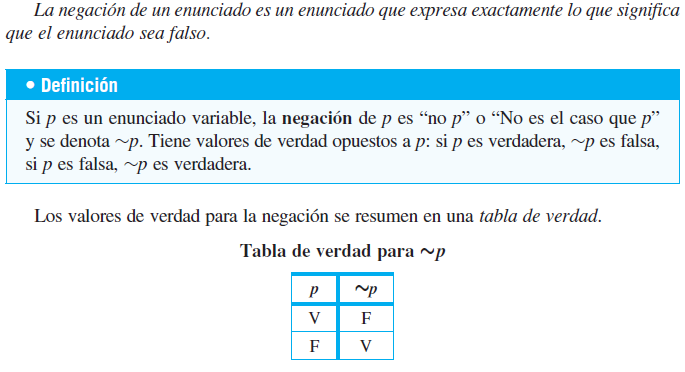 La negación de un enunciado es un enunciado que expresa exactamente lo que significa
que el enunciado sea falso.
• Definición
Si p es un enunciado variable, la negación de p es “no p” o “No es el caso que p”
y se denota ~p. Tiene valores de verdad opuestos a p: si p es verdadera, ~p es falsa,
si p es falsa, ~p es verdadera.
Los valores de verdad para la negación se resumen en una tabla de verdad.
Tabla de verdad para ~p
p ~p
V F
F V